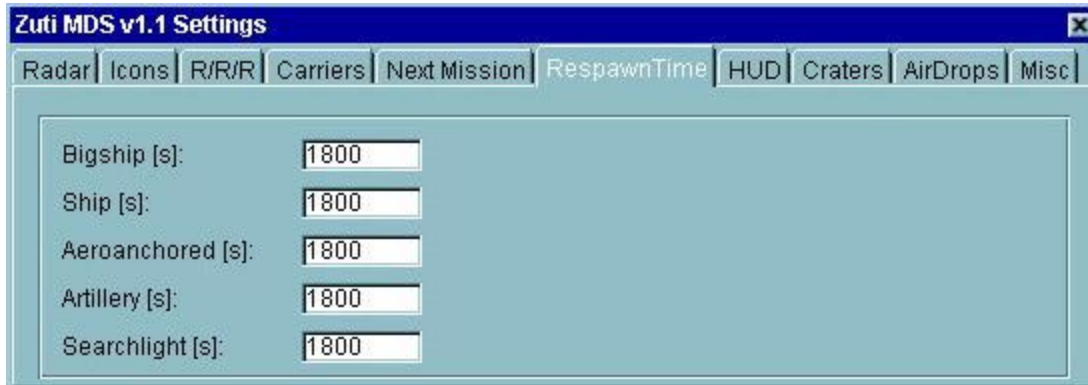 Zuti MDS v1.1 Settings
Radar Icons R/R/R Carriers Next Mission RespawnTime HUD Craters AirDrops Misc
Bigship [s]: 1800
Ship [s]: 1800
Aeroanchored [s]: 1800
Artillery [s]: 1800
Searchlight [s]: 1800